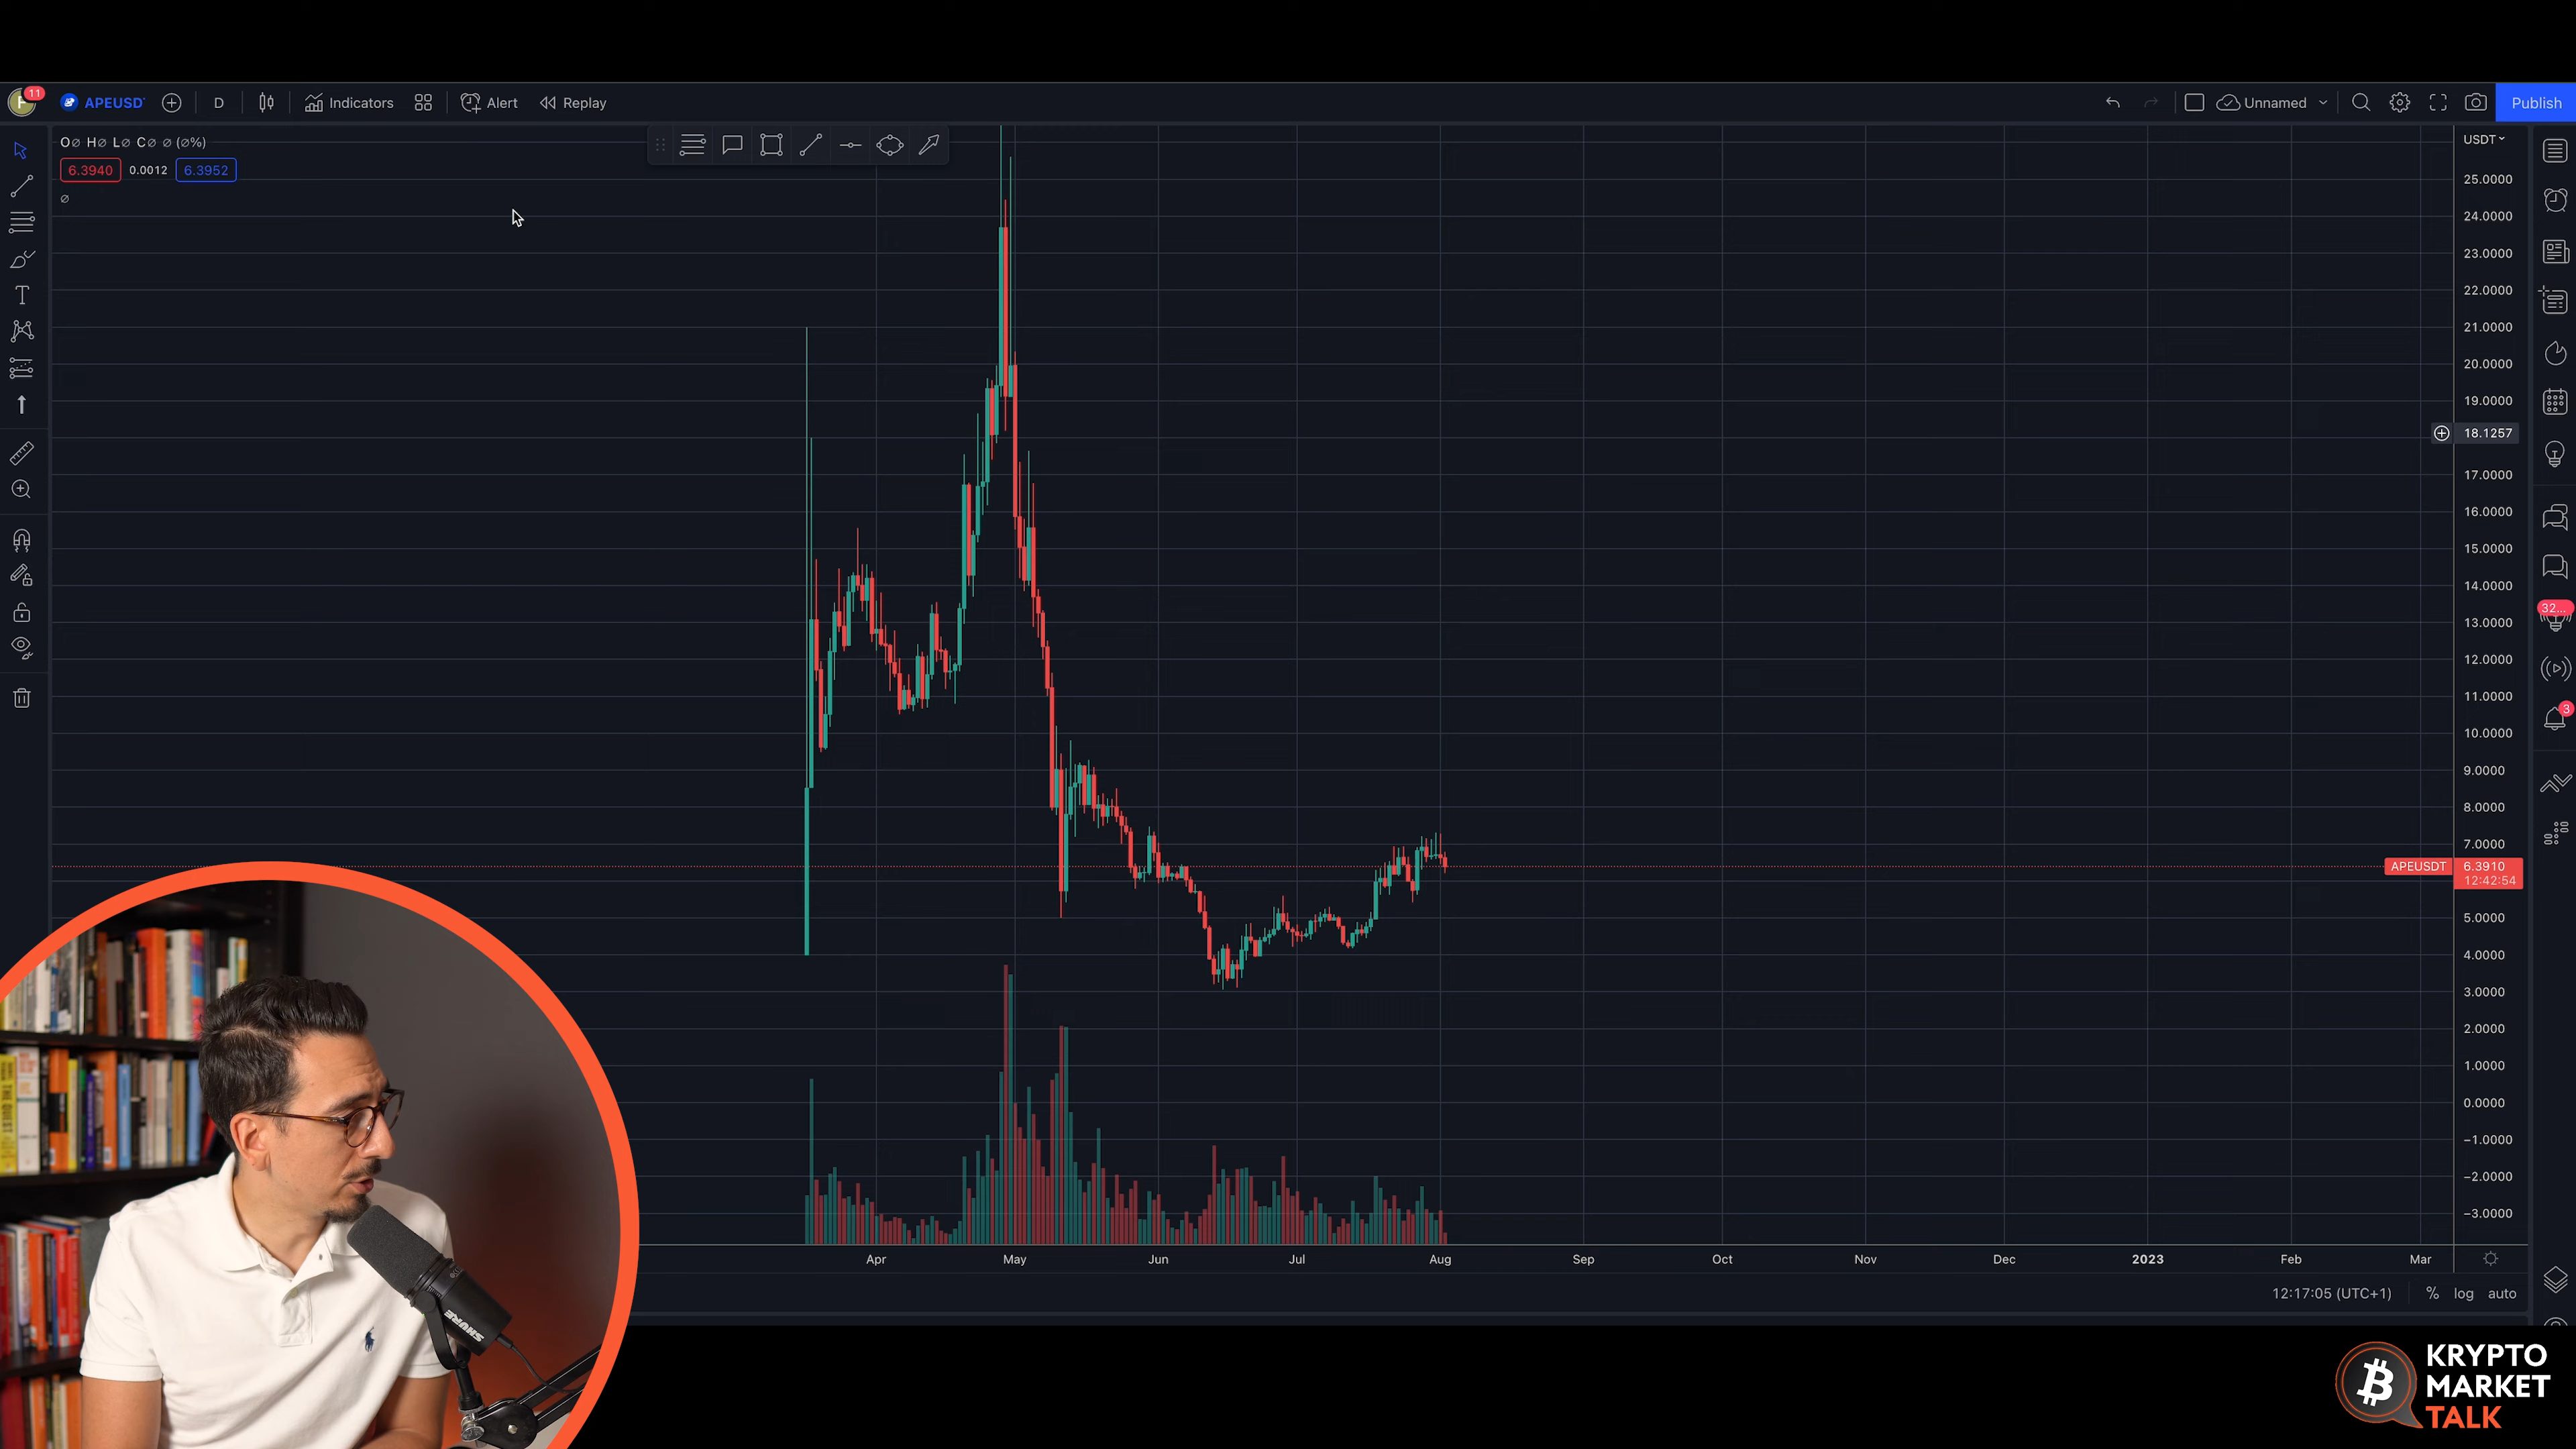 11
APEUSD
D
Indicators
Alert
Replay
Unnamed
Publish
O∅ H∅ L∅ C∅ ∅ (∅%)
6.3940 0.0012 6.3952
∅
USDT
25.0000
24.0000
23.0000
22.0000
21.0000
20.0000
19.0000
18.1257
17.0000
16.0000
15.0000
14.0000
13.0000
12.0000
11.0000
10.0000
9.0000
8.0000
7.0000
APEUSDT 6.3910
12:42:54
5.0000
4.0000
3.0000
2.0000
1.0000
0.0000
−1.0000
−2.0000
−3.0000
32...
3
Apr May Jun Jul Aug Sep Oct Nov Dec 2023 Feb Mar
12:17:05 (UTC+1) % log auto
SHURE
KRYPTO
MARKET
TALK